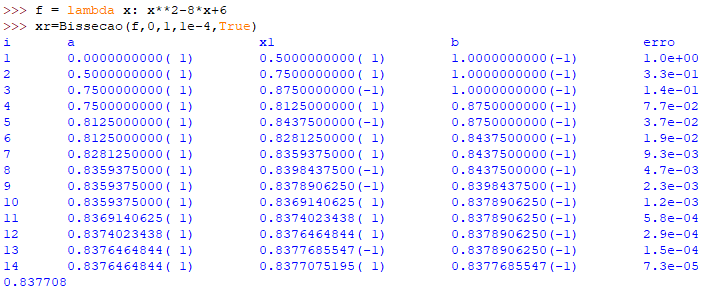 >>> f = lambda x: x**2-8*x+6
>>> xr=Bissecao(f,0,1,1e-4,True)
i a x1 b erro
1 0.0000000000( 1) 0.5000000000( 1) 1.0000000000(-1) 1.0e+00
2 0.5000000000( 1) 0.7500000000( 1) 1.0000000000(-1) 3.3e-01
3 0.7500000000( 1) 0.8750000000(-1) 1.0000000000(-1) 1.4e-01
4 0.7500000000( 1) 0.8125000000( 1) 0.8750000000(-1) 7.7e-02
5 0.8125000000( 1) 0.8437500000(-1) 0.8750000000(-1) 3.7e-02
6 0.8125000000( 1) 0.8281250000( 1) 0.8437500000(-1) 1.9e-02
7 0.8281250000( 1) 0.8359375000( 1) 0.8437500000(-1) 9.3e-03
8 0.8359375000( 1) 0.8398437500(-1) 0.8437500000(-1) 4.7e-03
9 0.8359375000( 1) 0.8378906250(-1) 0.8398437500(-1) 2.3e-03
10 0.8359375000( 1) 0.8369140625( 1) 0.8378906250(-1) 1.2e-03
11 0.8369140625( 1) 0.8374023438( 1) 0.8378906250(-1) 5.8e-04
12 0.8374023438( 1) 0.8376464844( 1) 0.8378906250(-1) 2.9e-04
13 0.8376464844( 1) 0.8377685547(-1) 0.8378906250(-1) 1.5e-04
14 0.8376464844( 1) 0.8377075195( 1) 0.8377685547(-1) 7.3e-05
0.837708